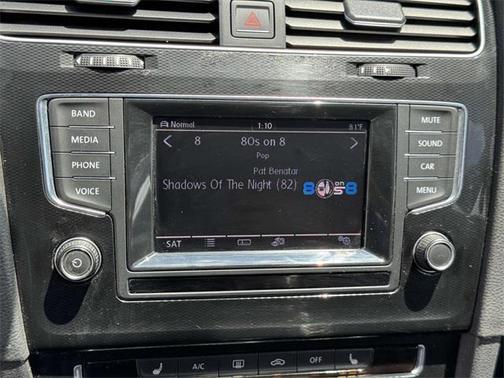 BAND
MEDIA
PHONE
VOICE
Normal 1:10 81°F
8 80s on 8
Pop
Pat Benatar
Shadows Of The Night (82)
8 on 8
SAT
MUTE
SOUND
CAR
MENU
A/C
OFF